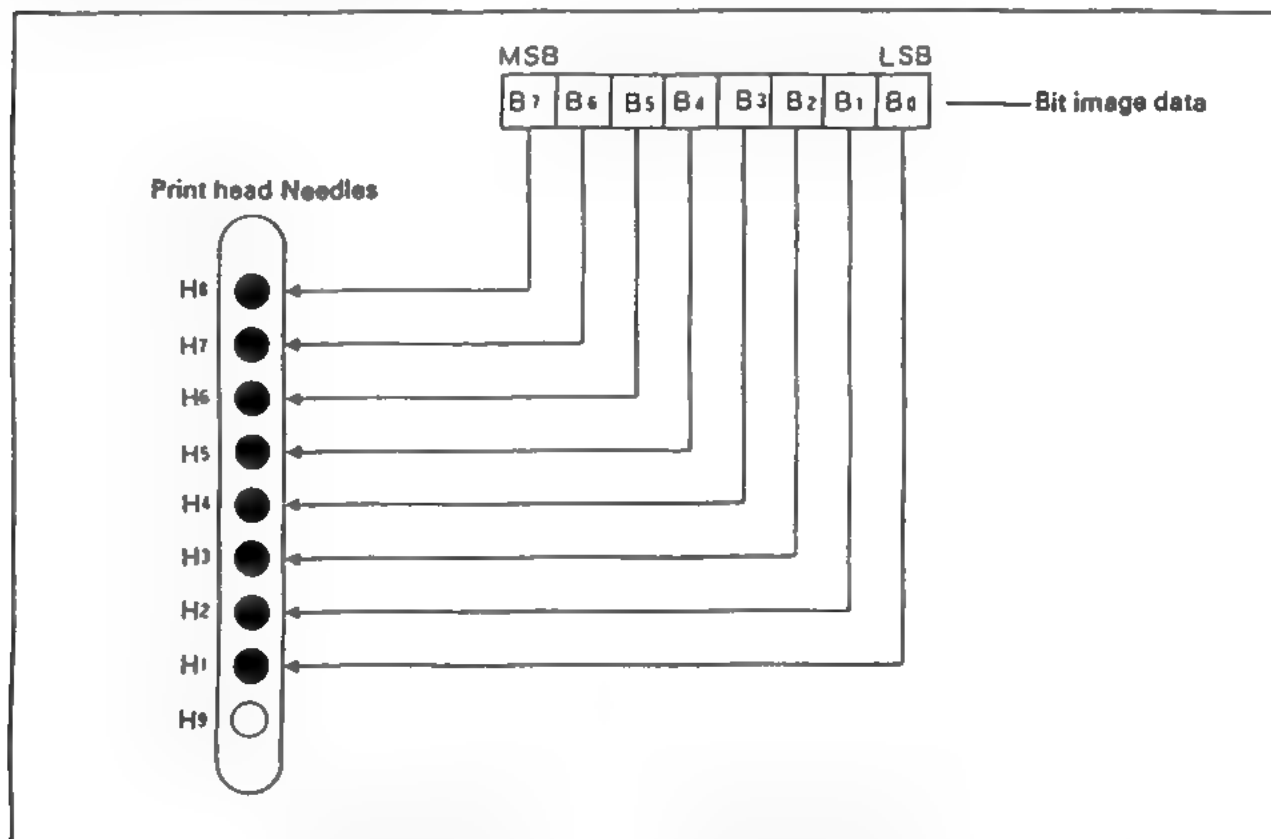 MSB LSB
B7 B6 B5 B4 B3 B2 B1 B0 Bit image data
Print head Needles
H8
H7
H6
H5
H4
H3
H2
H1
H9